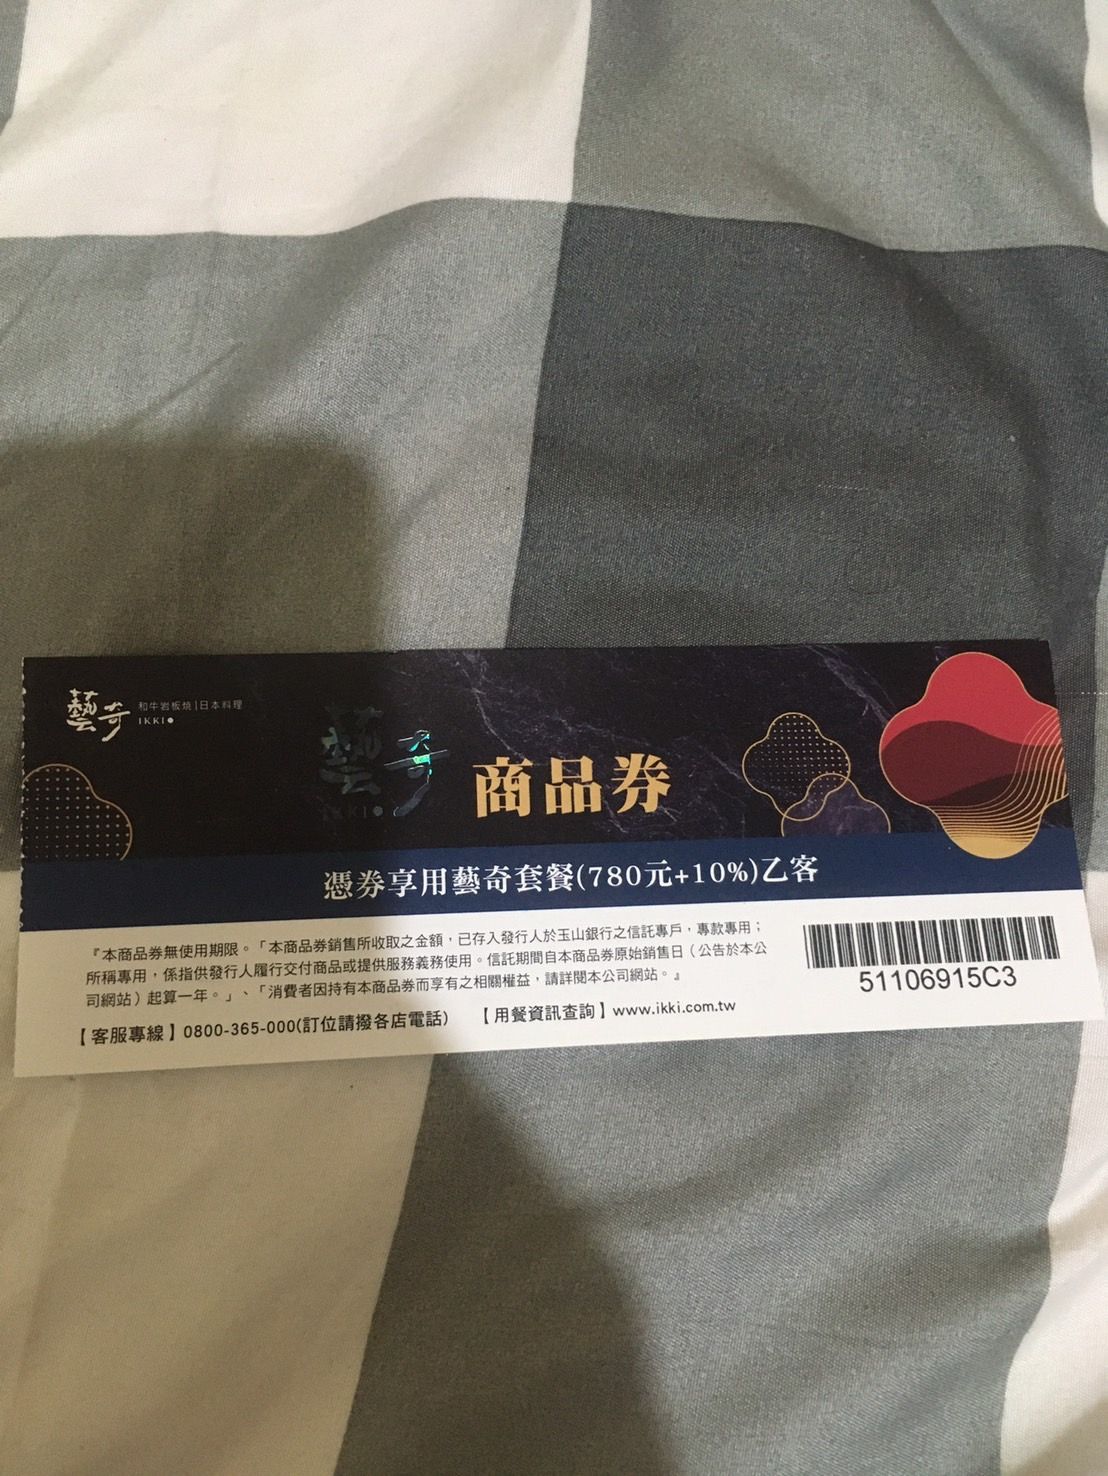 藝奇 和牛岩板燒|日本料理
IKKI
藝奇
IKKI
商品券
憑券享用藝奇套餐(780元+10%)乙客
『本商品券無使用期限。「本商品券銷售所收取之金額，已存入發行人於玉山銀行之信託專戶，專款專用；
所稱專用，係指供發行人履行交付商品或提供服務義務使用。信託期間自本商品券原始銷售日（公告於本公
司網站）起算一年。」、「消費者因持有本商品券而享有之相關權益，請詳閱本公司網站。』
51106915C3
【客服專線】0800-365-000(訂位請撥各店電話) 【用餐資訊查詢】www.ikki.com.tw